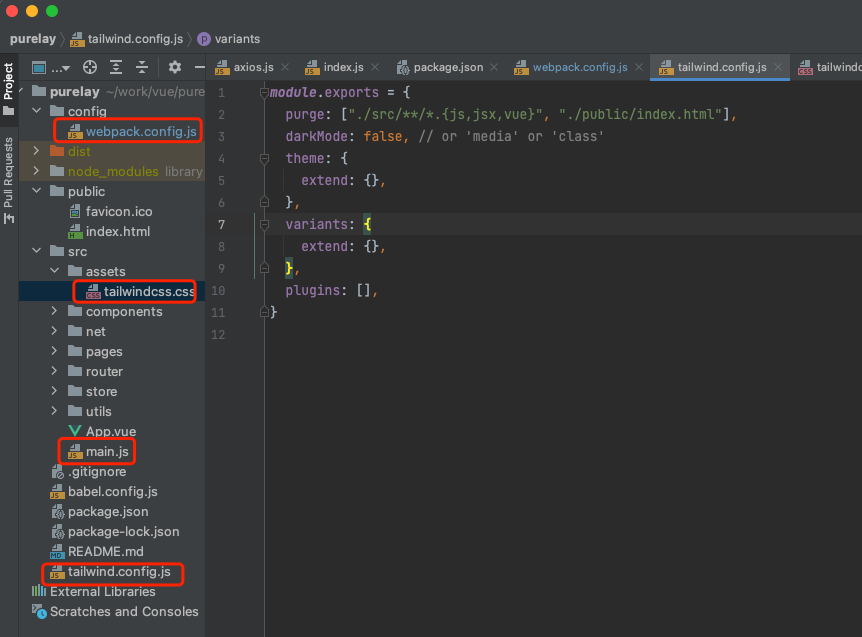 purelay tailwind.config.js variants
... axios.js index.js package.json webpack.config.js tailwind.config.js tailwindc
Project
Pull Requests
purelay ~/work/vue/pure
config
webpack.config.js
dist
node_modules library
public
favicon.ico
index.html
src
assets
tailwindcss.css
components
net
pages
router
store
utils
App.vue
main.js
.gitignore
babel.config.js
package.json
package-lock.json
README.md
tailwind.config.js
External Libraries
Scratches and Consoles
1 module.exports = {
2 purge: ["./src/**/*.{js,jsx,vue}", "./public/index.html"],
3 darkMode: false, // or 'media' or 'class'
4 theme: {
5 extend: {},
6 },
7 variants: {
8 extend: {},
9 },
10 plugins: [],
11 }
12